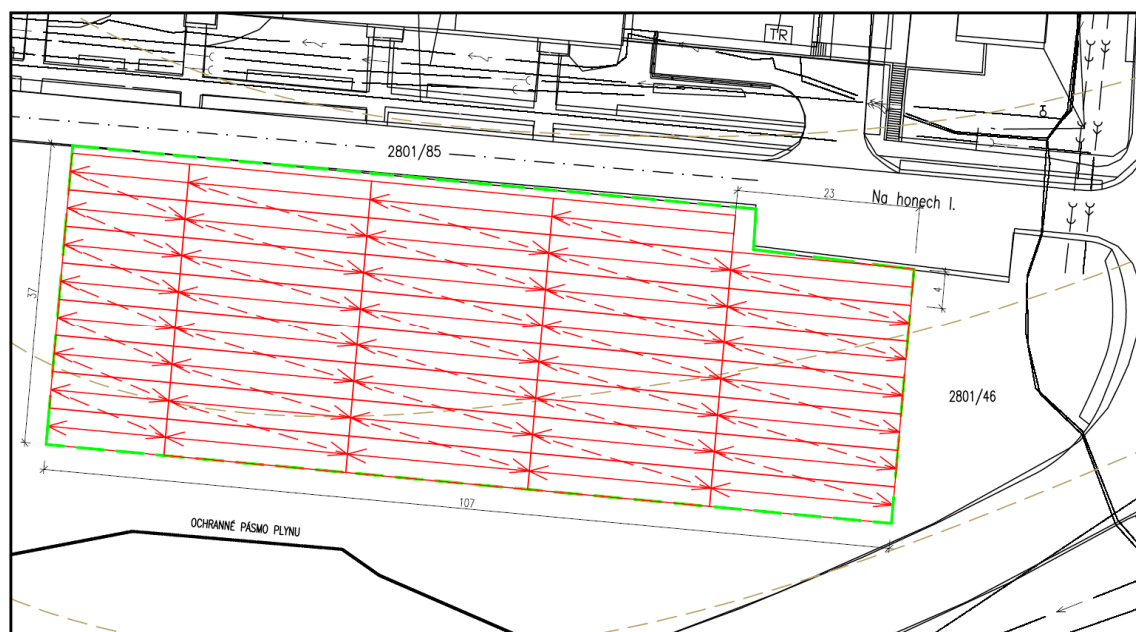 TR
2801/85
23
Na honech I.
37
4
2801/46
107
OCHRANNÉ PÁSMO PLYNU